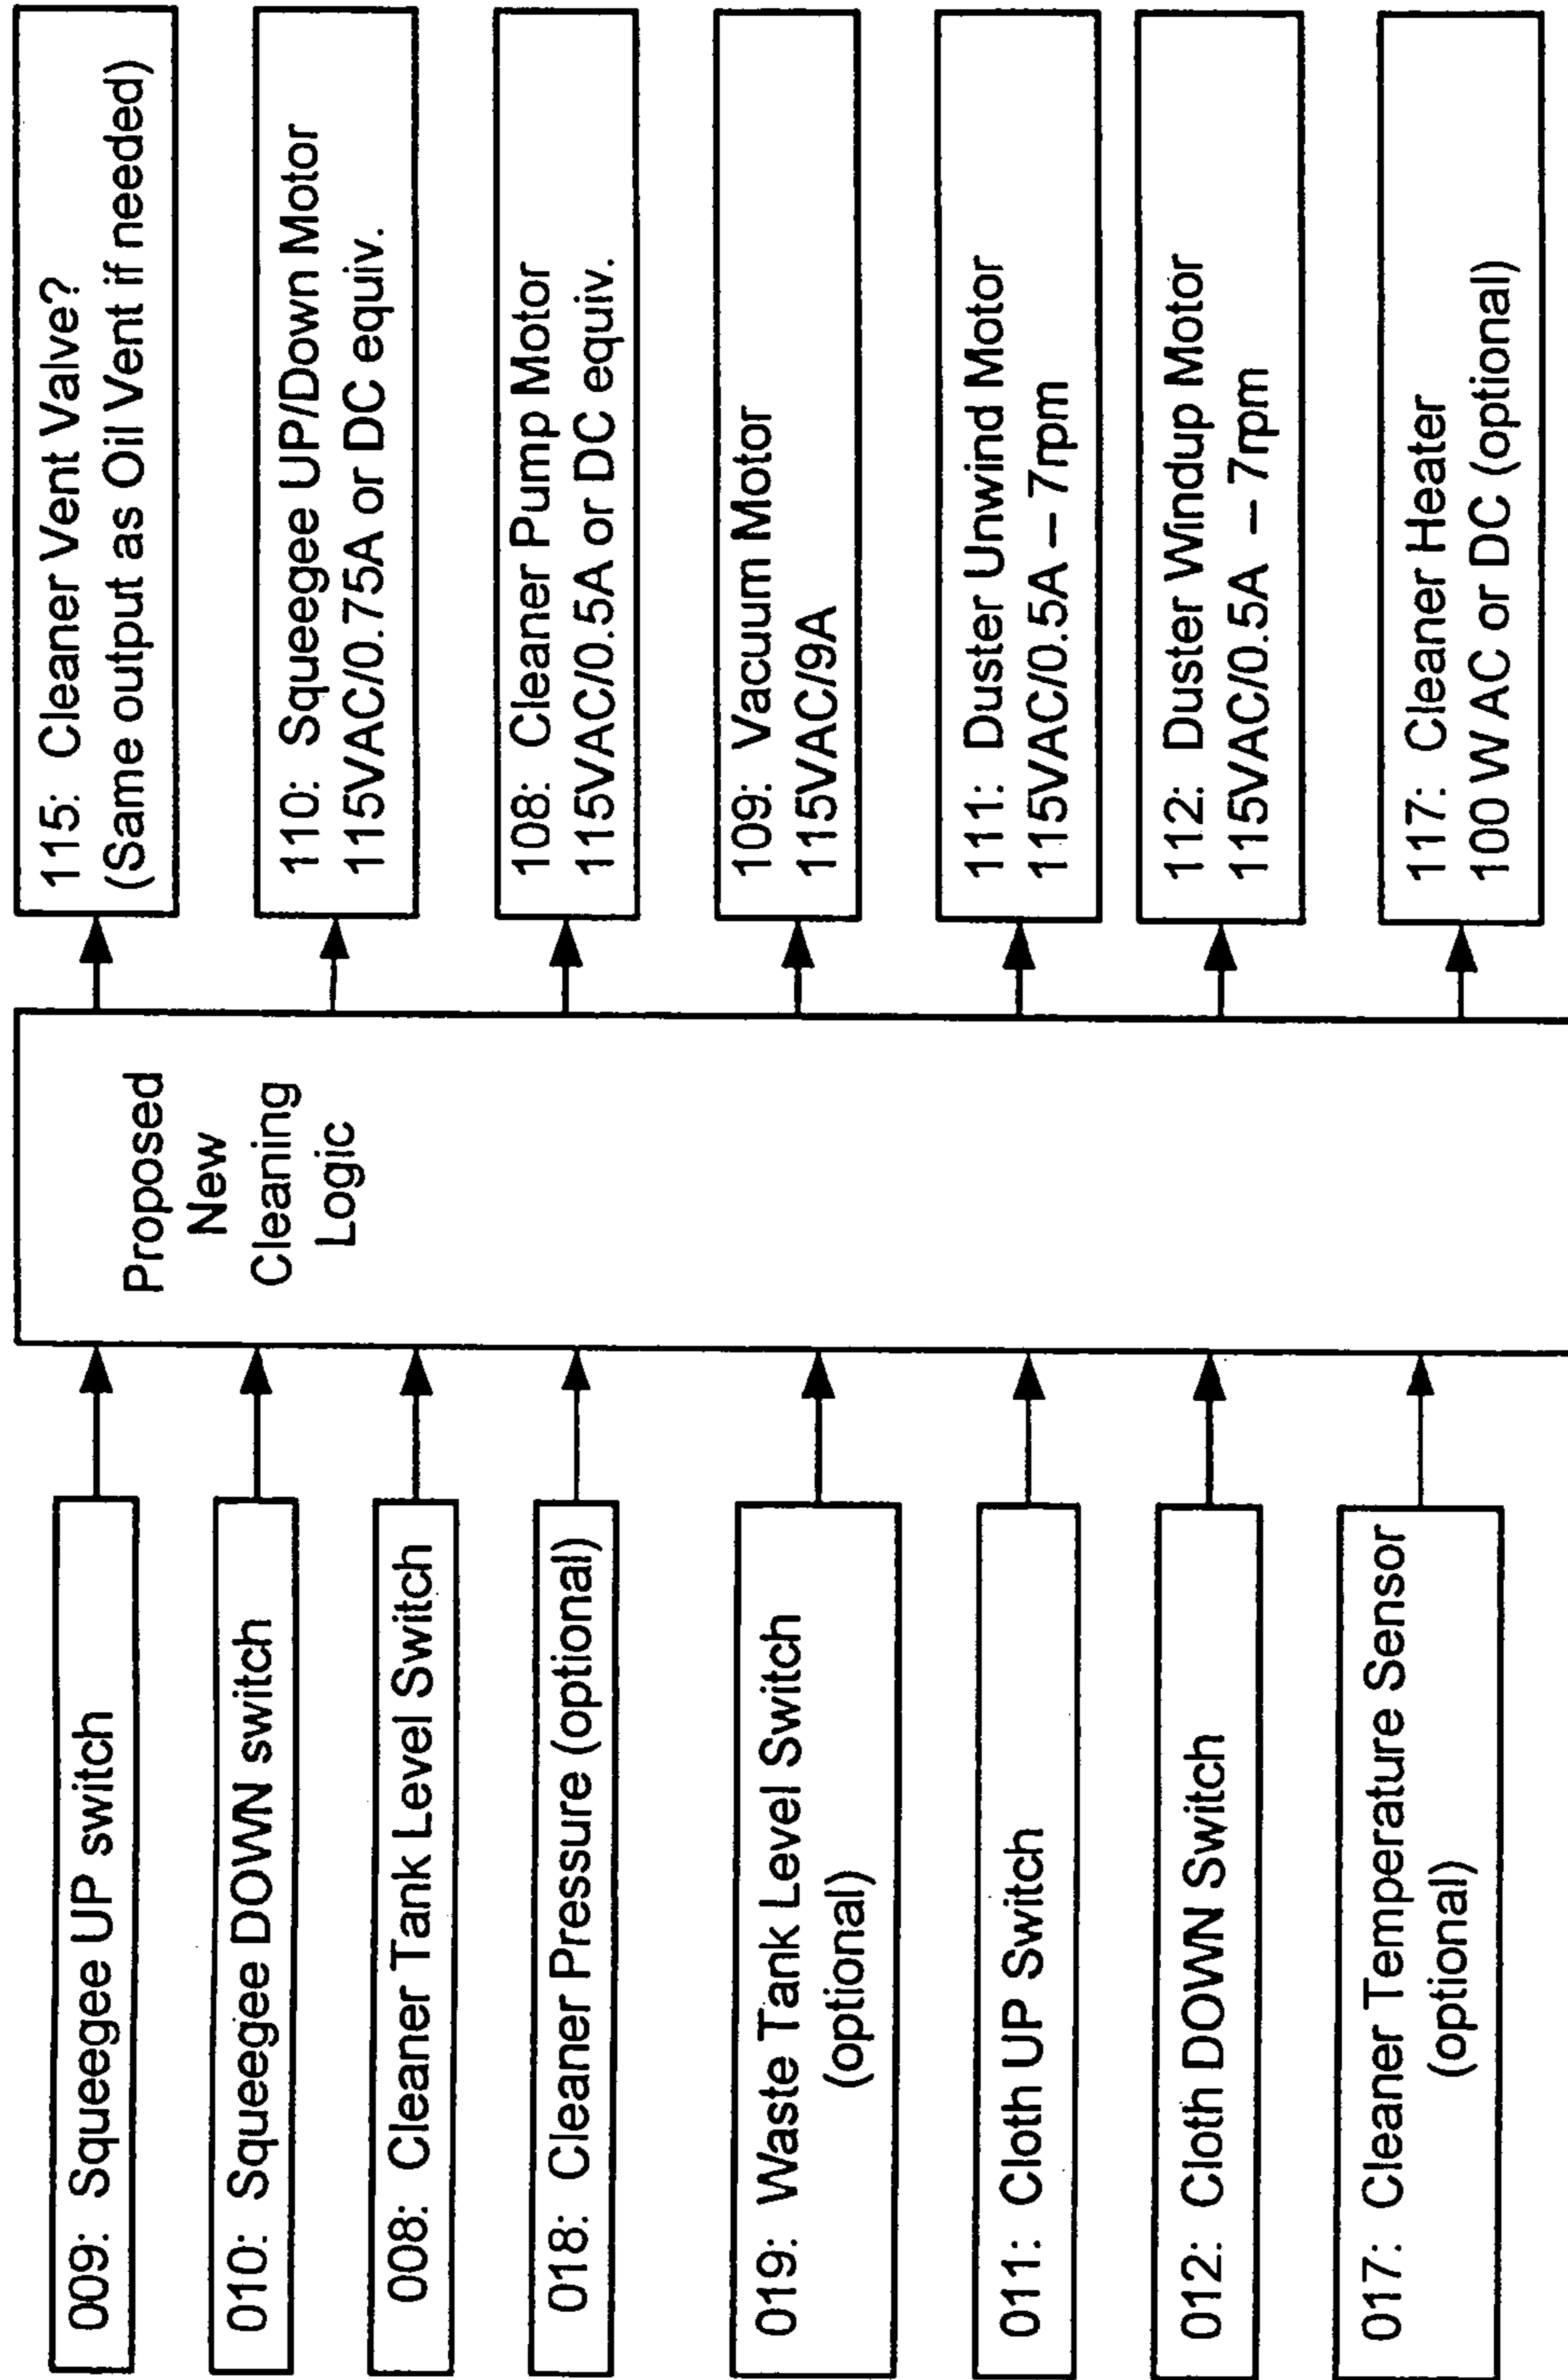 009: Squeegee UP switch
010: Squeegee DOWN switch
008: Cleaner Tank Level Switch
018: Cleaner Pressure (optional)
019: Waste Tank Level Switch
(optional)
011: Cloth UP Switch
012: Cloth DOWN Switch
017: Cleaner Temperature Sensor
(optional)
Proposed
New
Cleaning
Logic
115: Cleaner Vent Valve?
(Same output as Oil Vent if needed)
110: Squeegee UP/Down Motor
115VAC/0.75A or DC equiv.
108: Cleaner Pump Motor
115VAC/0.5A or DC equiv.
109: Vacuum Motor
115VAC/9A
111: Duster Unwind Motor
115VAC/0.5A – 7rpm
112: Duster Windup Motor
115VAC/0.5A – 7rpm
117: Cleaner Heater
100 W AC or DC (optional)